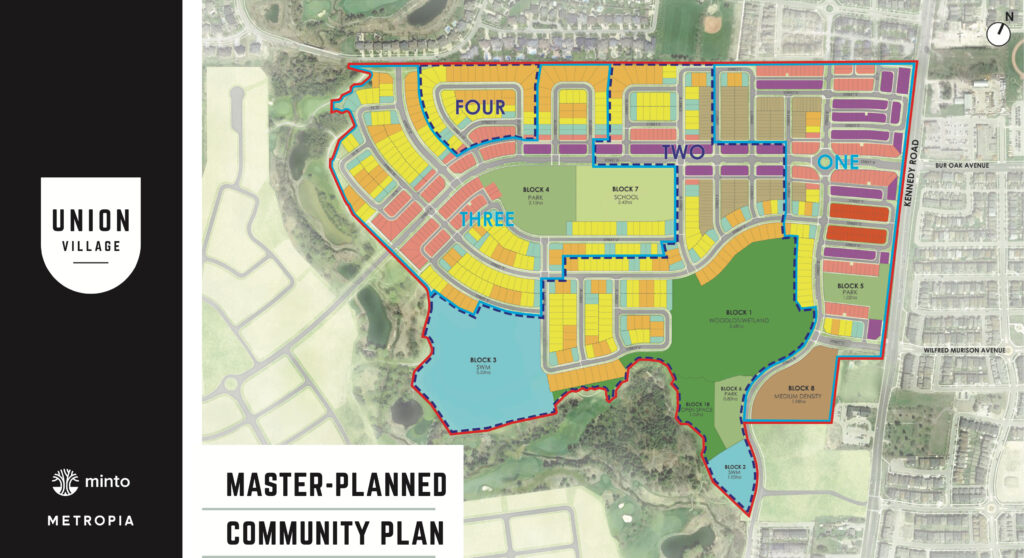 UNION
VILLAGE
minto
METROPIA
MASTER-PLANNED
COMMUNITY PLAN
N
FOUR
TWO
ONE
THREE
KENNEDY ROAD
BUR OAK AVENUE
WILFRED MURISON AVENUE
BLOCK 4
PARK
BLOCK 7
SCHOOL
BLOCK 5
PARK
BLOCK 1
WOODLOT/WETLAND
BLOCK 3
SWM
BLOCK 8
MEDIUM DENSITY
BLOCK 6
PARK
BLOCK 18
OPEN SPACE
BLOCK 2
SWM